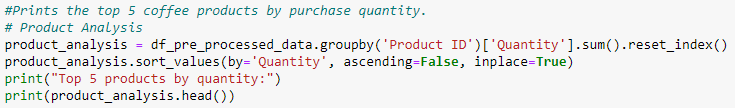 #Prints the top 5 coffee products by purchase quantity.
# Product Analysis
product_analysis = df_pre_processed_data.groupby('Product ID')['Quantity'].sum().reset_index()
product_analysis.sort_values(by='Quantity', ascending=False, inplace=True)
print("Top 5 products by quantity:")
print(product_analysis.head())